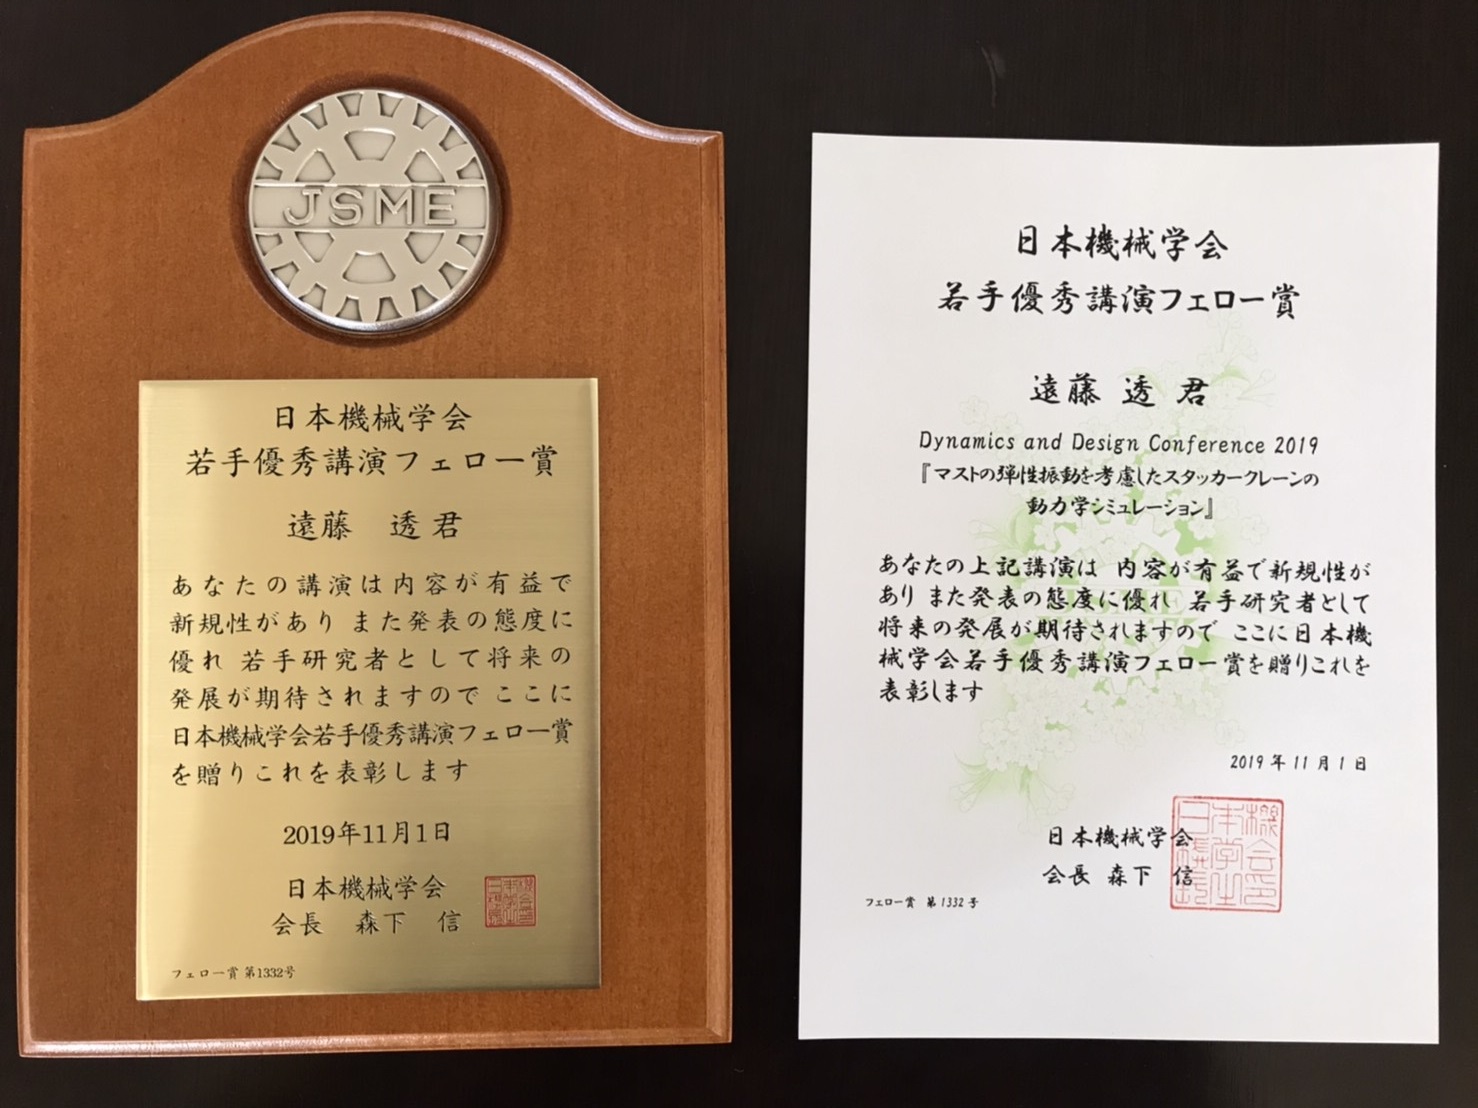 JSME
日本機械学会
若手優秀講演フェロー賞
遠藤 透君
あなたの講演は内容が有益で
新規性があり また発表の態度に
優れ 若手研究者として将来の
発展が期待されますので ここに
日本機械学会若手優秀講演フェロー賞
を贈りこれを表彰します
2019年11月1日
日本機械学会
会長 森下 信
フェロー賞 第1332号
日本機械学会
若手優秀講演フェロー賞
遠藤 透 君
Dynamics and Design Conference 2019
『マストの弾性振動を考慮したスタッカークレーンの
動力学シミュレーション』
あなたの上記講演は 内容が有益で新規性が
あり また発表の態度に優れ 若手研究者として
将来の発展が期待されますので ここに日本機
械学会若手優秀講演フェロー賞を贈りこれを
表彰します
2019年11月1日
日本機械学会
会長 森下 信
フェロー賞 第1332号